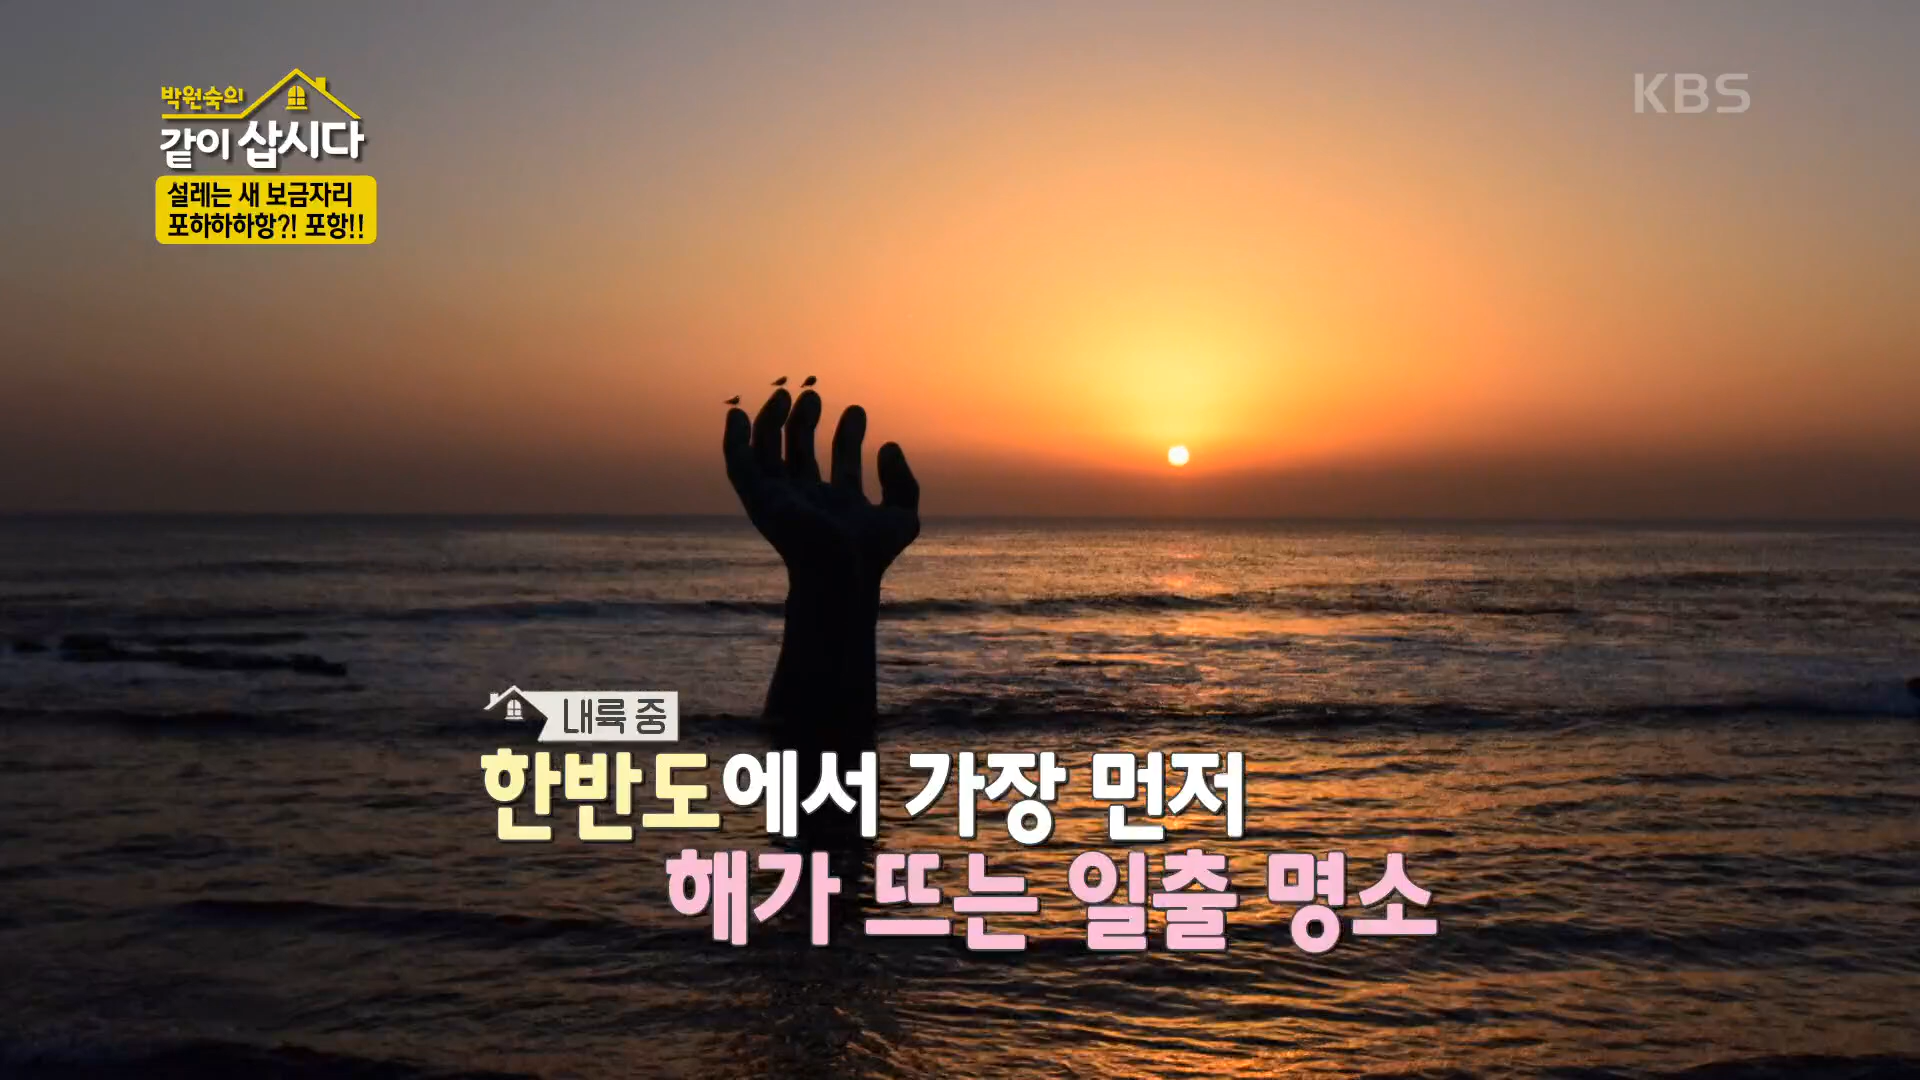 박원숙의
같이 삽시다
설레는 새 보금자리
포하하하항?! 포항!!
KBS
내륙 중
한반도에서 가장 먼저
해가 뜨는 일출 명소